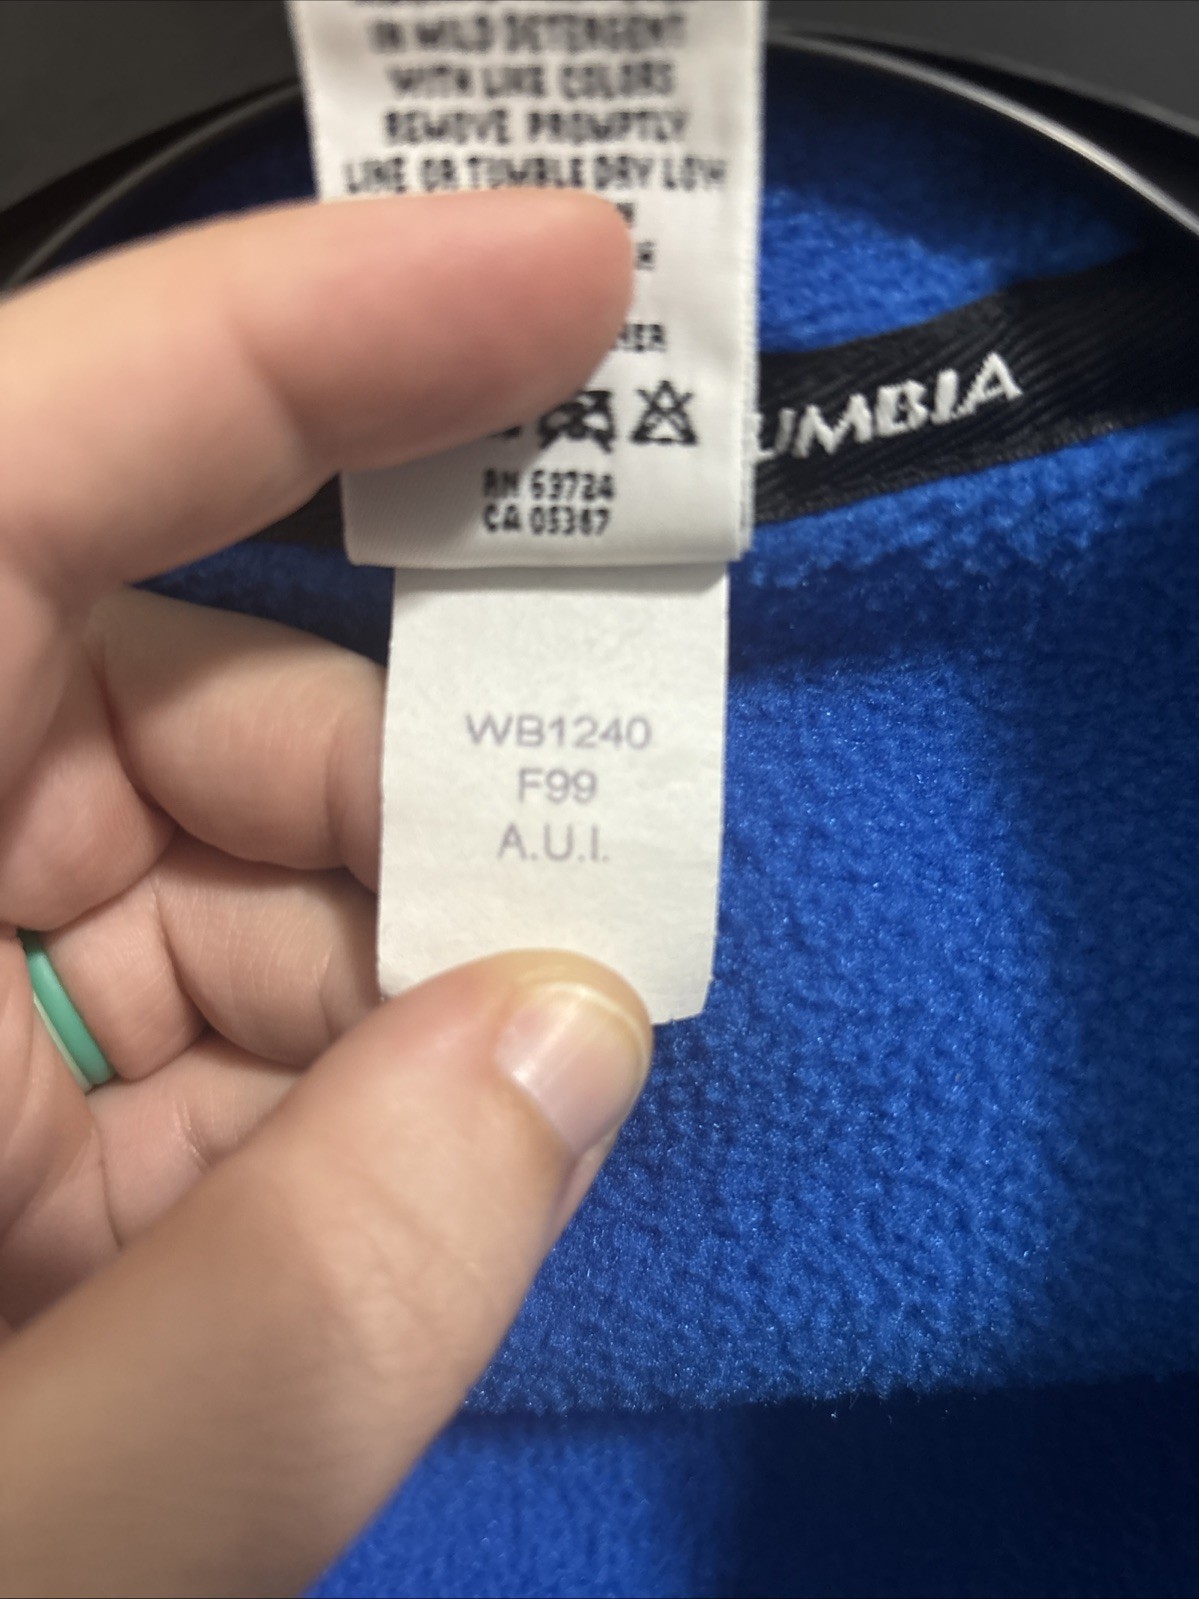 IN MILD DETERGENT
WITH LIKE COLORS
REMOVE PROMPTLY
LINE OR TUMBLE DRY LOW
UMBIA
RN 69724
CA 05367
WB1240
F99
A.U.I.